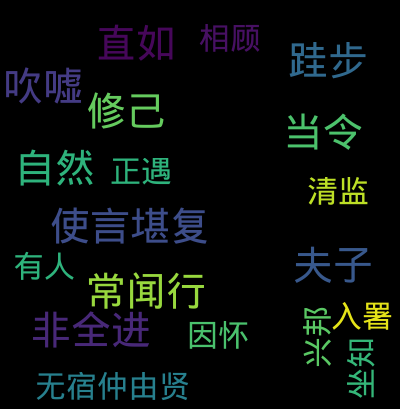 直如
相顾
跬步
吹嘘
修己
当令
自然
正遇
清监
使言堪复
有人
夫子
常闻行
非全进
因怀
兴邦
入署
坐知
无宿仲由贤